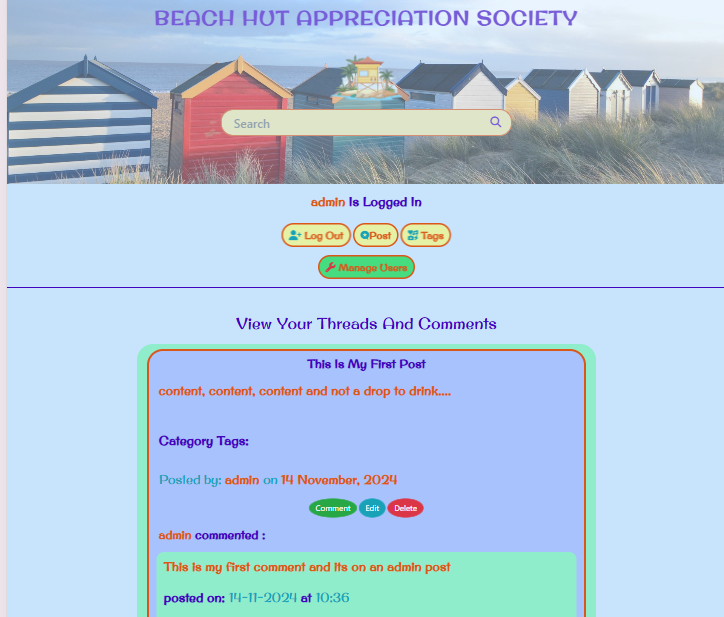 BEACH HUT APPRECIATION SOCIETY
Search
admin Is Logged In
Log Out Post Tags
Manage Users
View Your Threads And Comments
This Is My First Post
content, content, content and not a drop to drink....
Category Tags:
Posted by: admin on 14 November, 2024
Comment Edit Delete
admin commented :
This is my first comment and its on an admin post
posted on: 14-11-2024 at 10:36